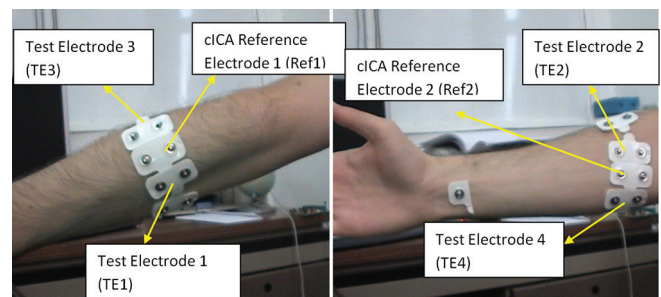 Test Electrode 3
(TE3)
cICA Reference
Electrode 1 (Ref1)
Test Electrode 1
(TE1)
cICA Reference
Electrode 2 (Ref2)
Test Electrode 2
(TE2)
Test Electrode 4
(TE4)